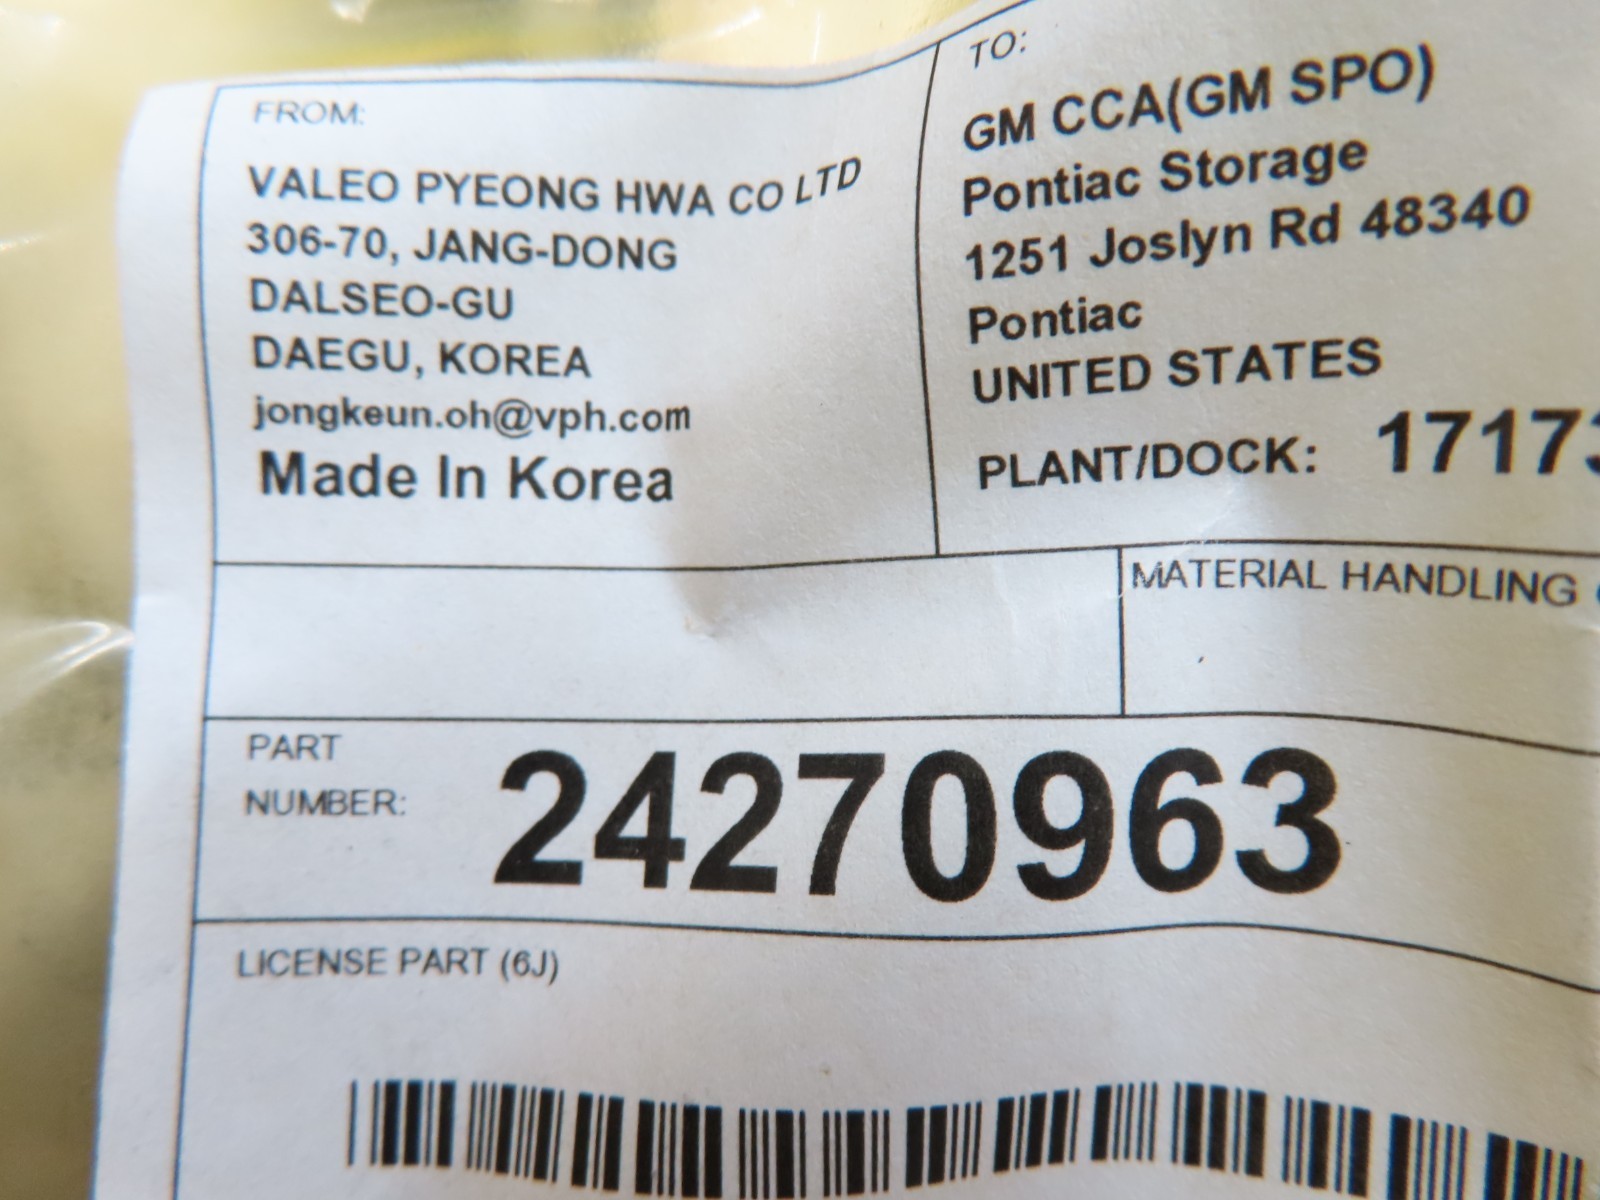 FROM:
VALEO PYEONG HWA CO LTD
306-70, JANG-DONG
DALSEO-GU
DAEGU, KOREA
jongkeun.oh@vph.com
Made In Korea
TO:
GM CCA(GM SPO)
Pontiac Storage
1251 Joslyn Rd 48340
Pontiac
UNITED STATES
PLANT/DOCK: 1717
MATERIAL HANDLING
PART
NUMBER: 24270963
LICENSE PART (6J)